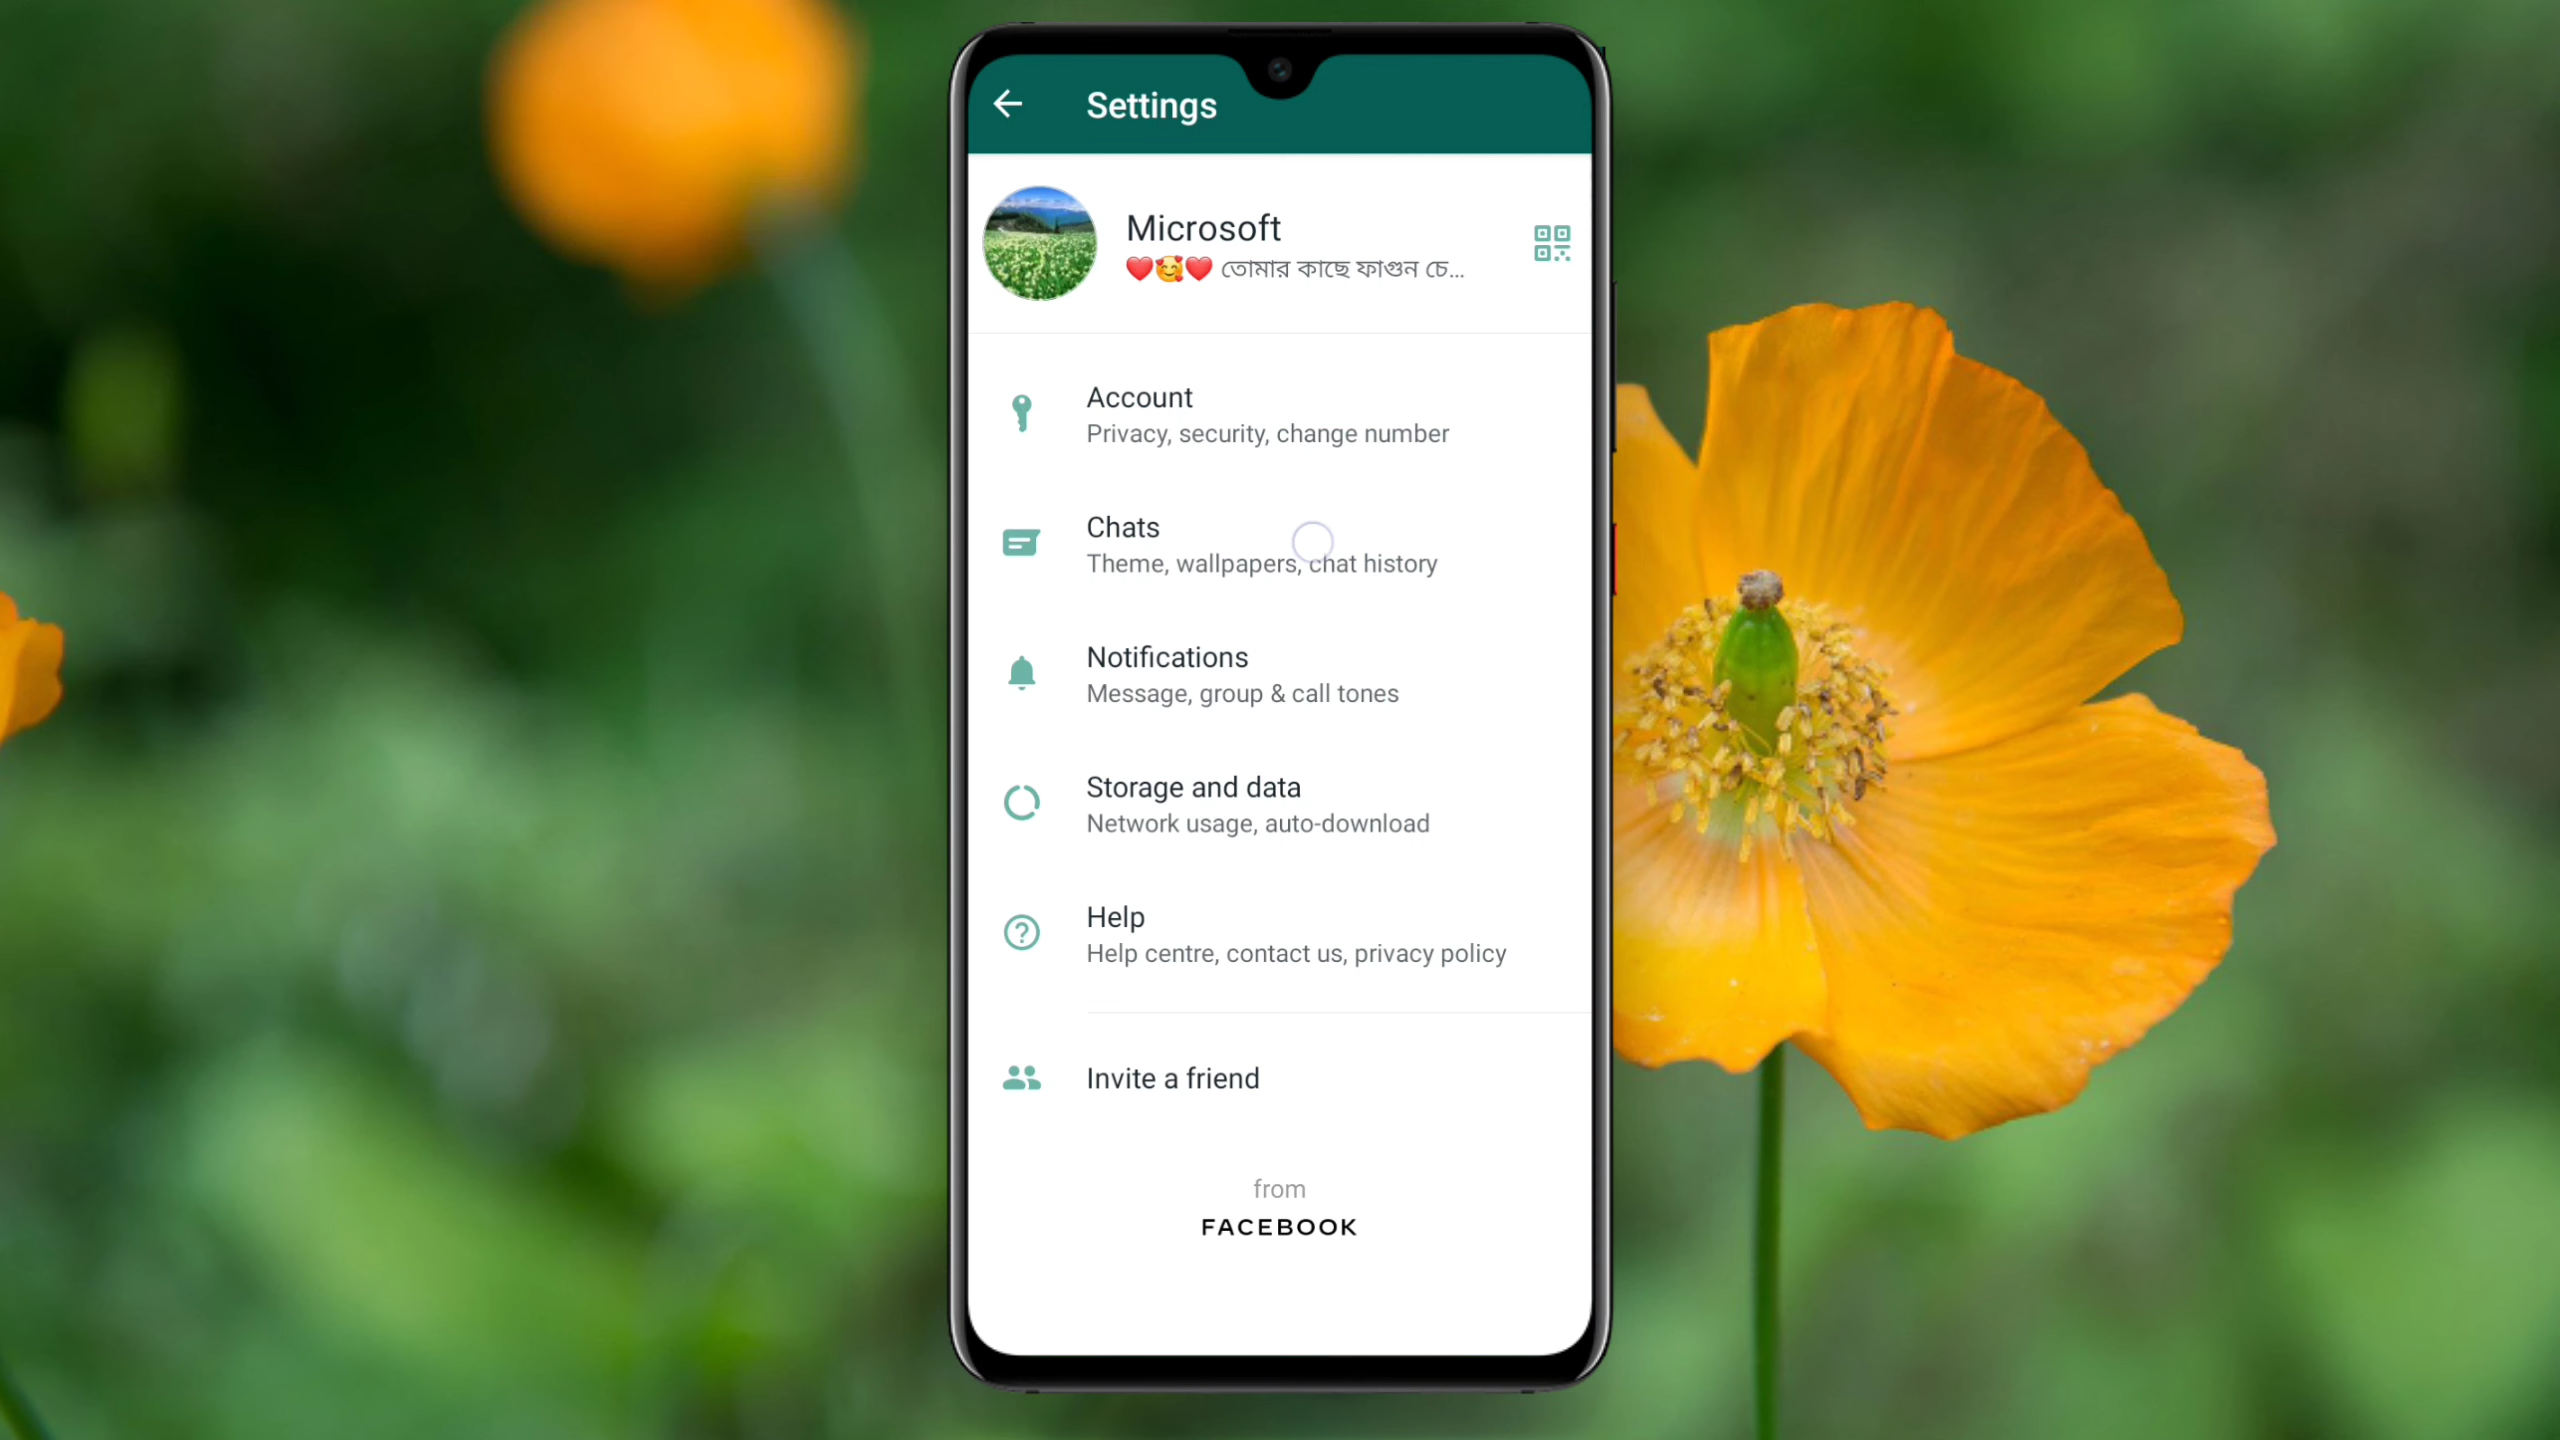 Settings
Microsoft
❤️🥰❤️ তোমার কাছে ফাগুন চে...
Account
Privacy, security, change number
Chats
Theme, wallpapers, chat history
Notifications
Message, group & call tones
Storage and data
Network usage, auto-download
Help
Help centre, contact us, privacy policy
Invite a friend
from
FACEBOOK